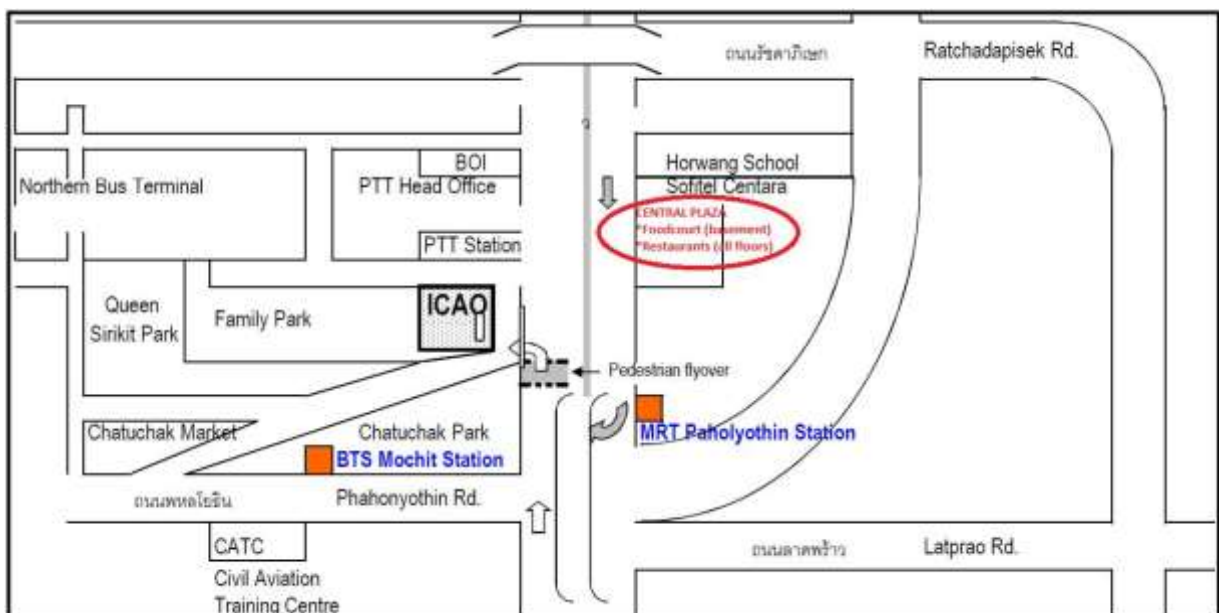 ถนนรัชดาภิเษก
Ratchadapisek Rd.
BOI
Horwang School
Northern Bus Terminal
PTT Head Office
Sofitel Centara
CENTRAL PLAZA
*Foodcourt (basement)
*Restaurants (all floors)
PTT Station
Queen
Sirikit Park
Family Park
ICAO
Pedestrian flyover
Chatuchak Market
Chatuchak Park
MRT Paholyothin Station
BTS Mochit Station
ถนนพหลโยธิน
Phahonyothin Rd.
CATC
ถนนลาดพร้าว
Latprao Rd.
Civil Aviation
Training Centre